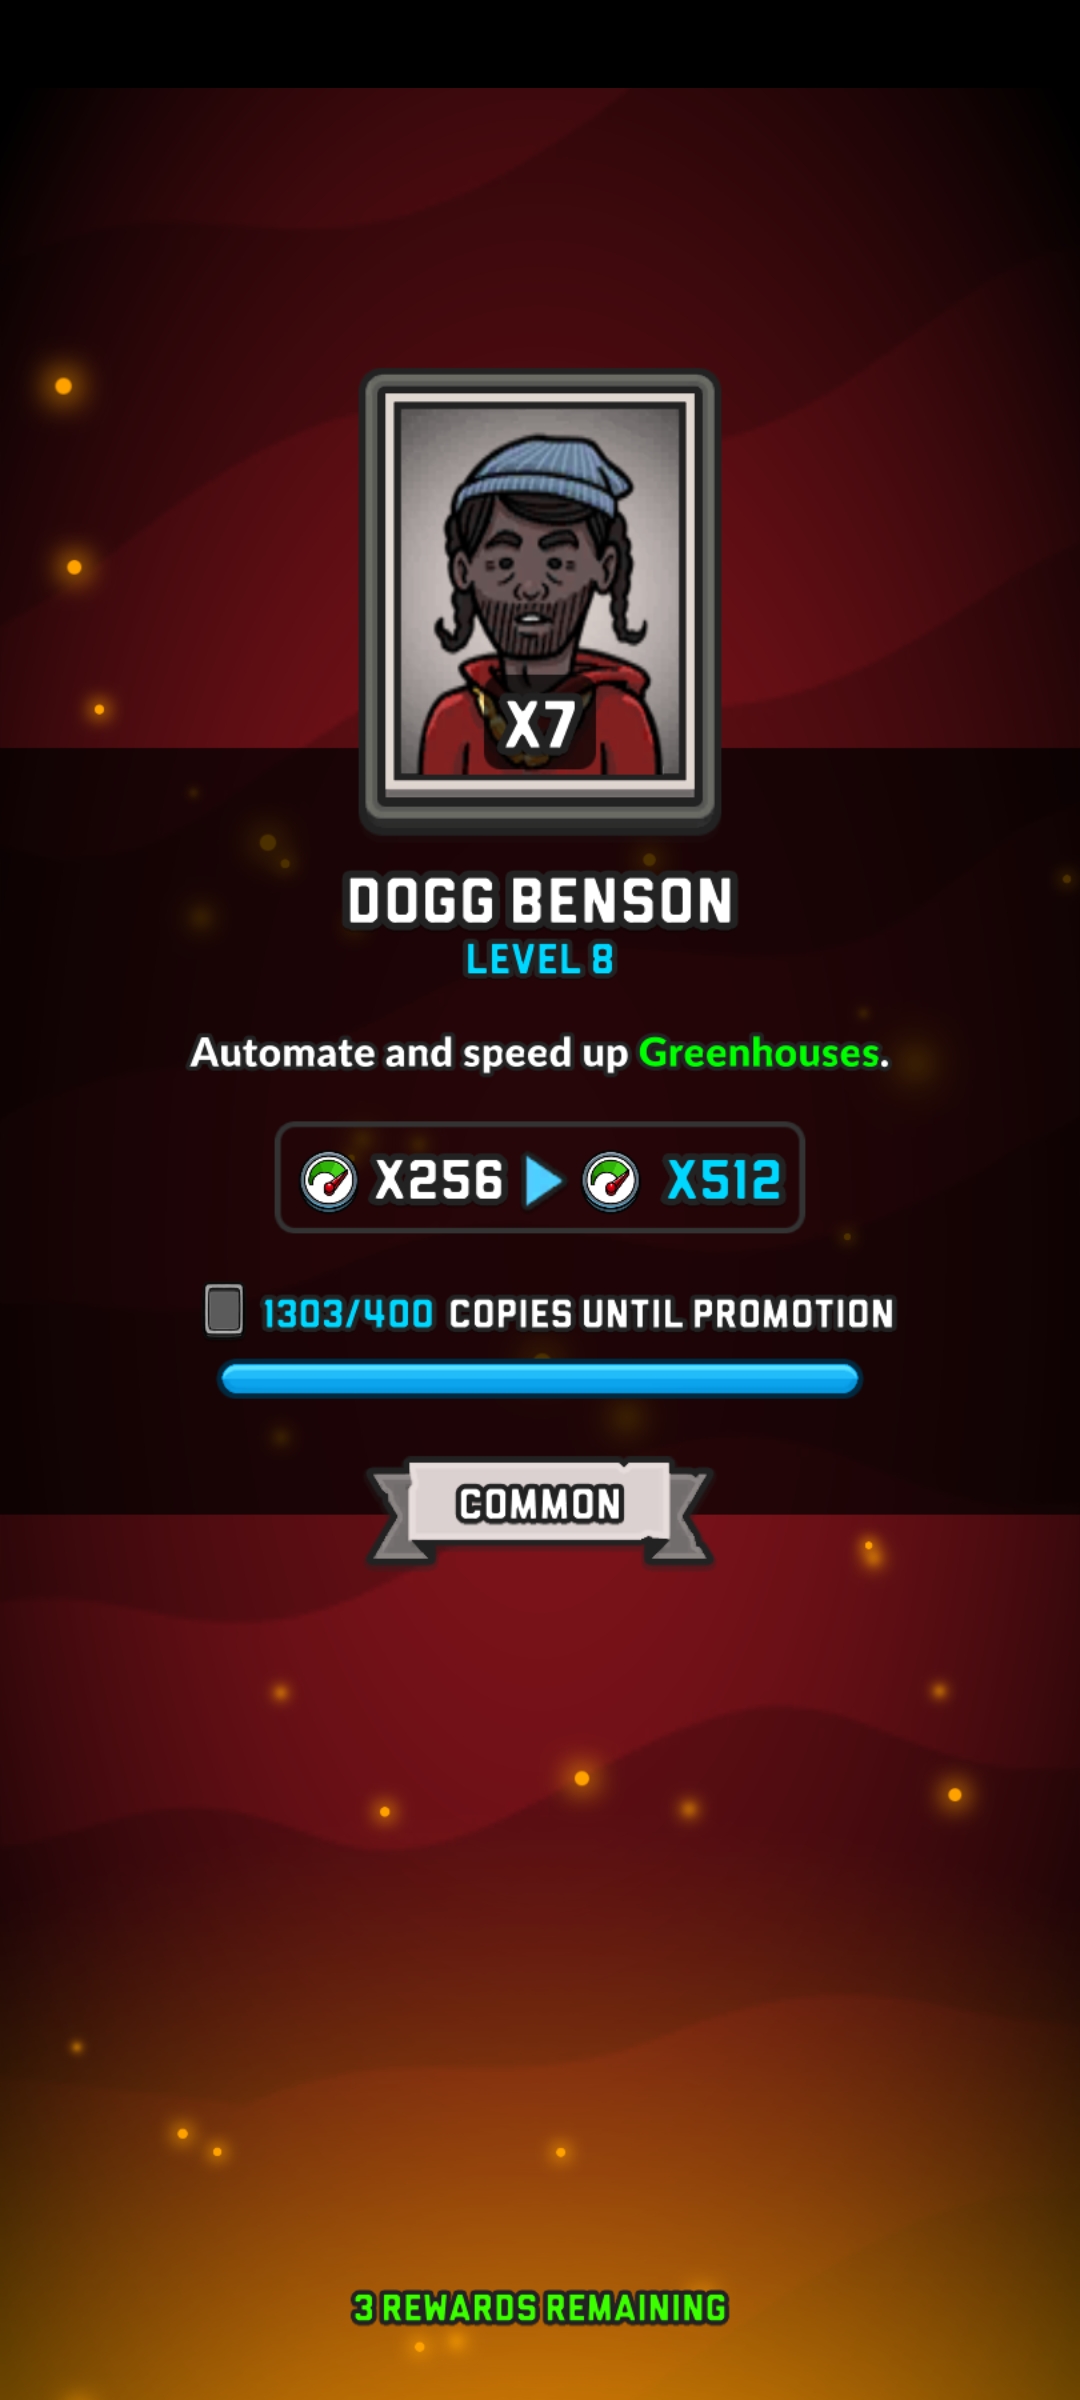 X7
DOGG BENSON
LEVEL 8
Automate and speed up Greenhouses.
X256 X512
1303/400 COPIES UNTIL PROMOTION
COMMON
3 REWARDS REMAINING